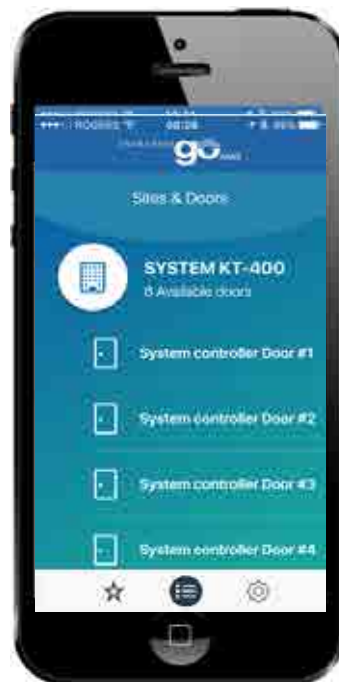 ROGERS
go
Sites & Doors
SYSTEM KT-400
8 Available doors
System controller Door #1
System controller Door #2
System controller Door #3
System controller Door #4